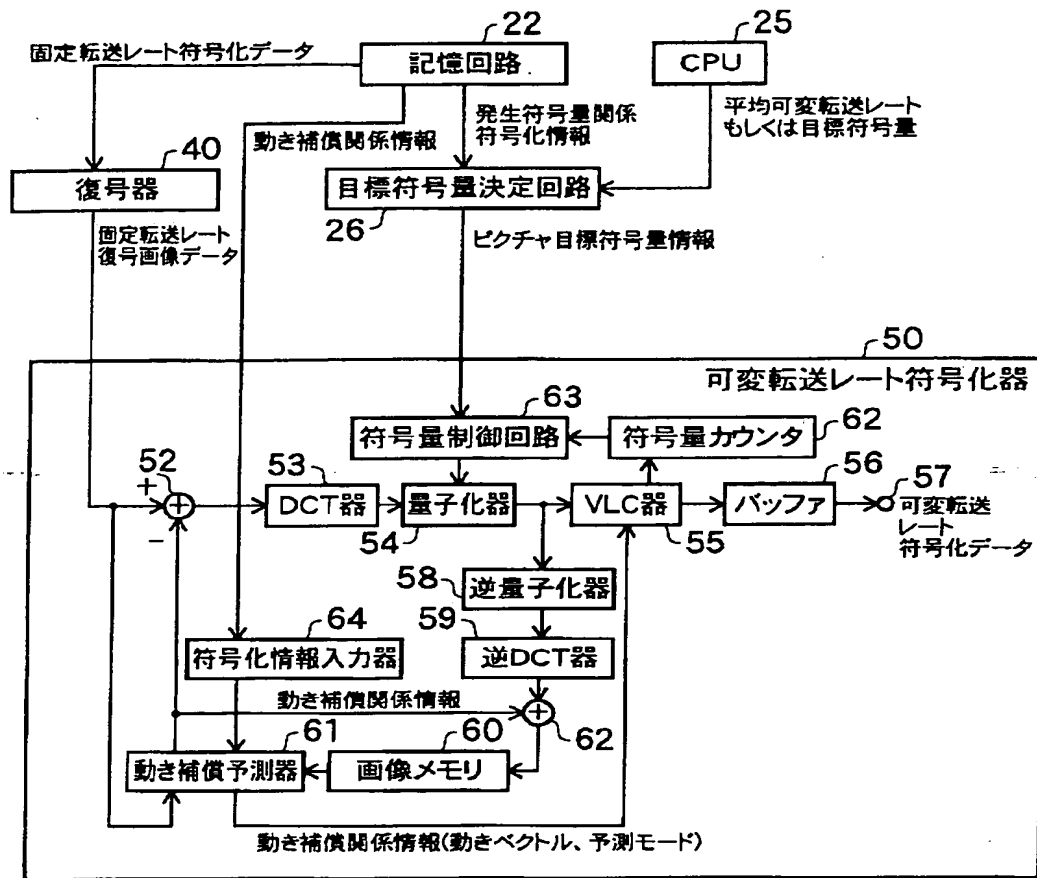 22
25
固定転送レート符号化データ
記憶回路
CPU
発生符号量関係
符号化情報
平均可変転送レート
もしくは目標符号量
動き補償関係情報
40
復号器
目標符号量決定回路
26
固定転送レート
復号画像データ
ピクチャ目標符号量情報
50
可変転送レート符号化器
63
符号量制御回路
符号量カウンタ
62
52
+
−
+
53
DCT器
量子化器
54
VLC器
55
56
バッファ
57
可変転送
レート
符号化データ
58
逆量子化器
59
逆DCT器
64
符号化情報入力器
動き補償関係情報
+
62
61
動き補償予測器
60
画像メモリ
動き補償関係情報(動きベクトル、予測モード)